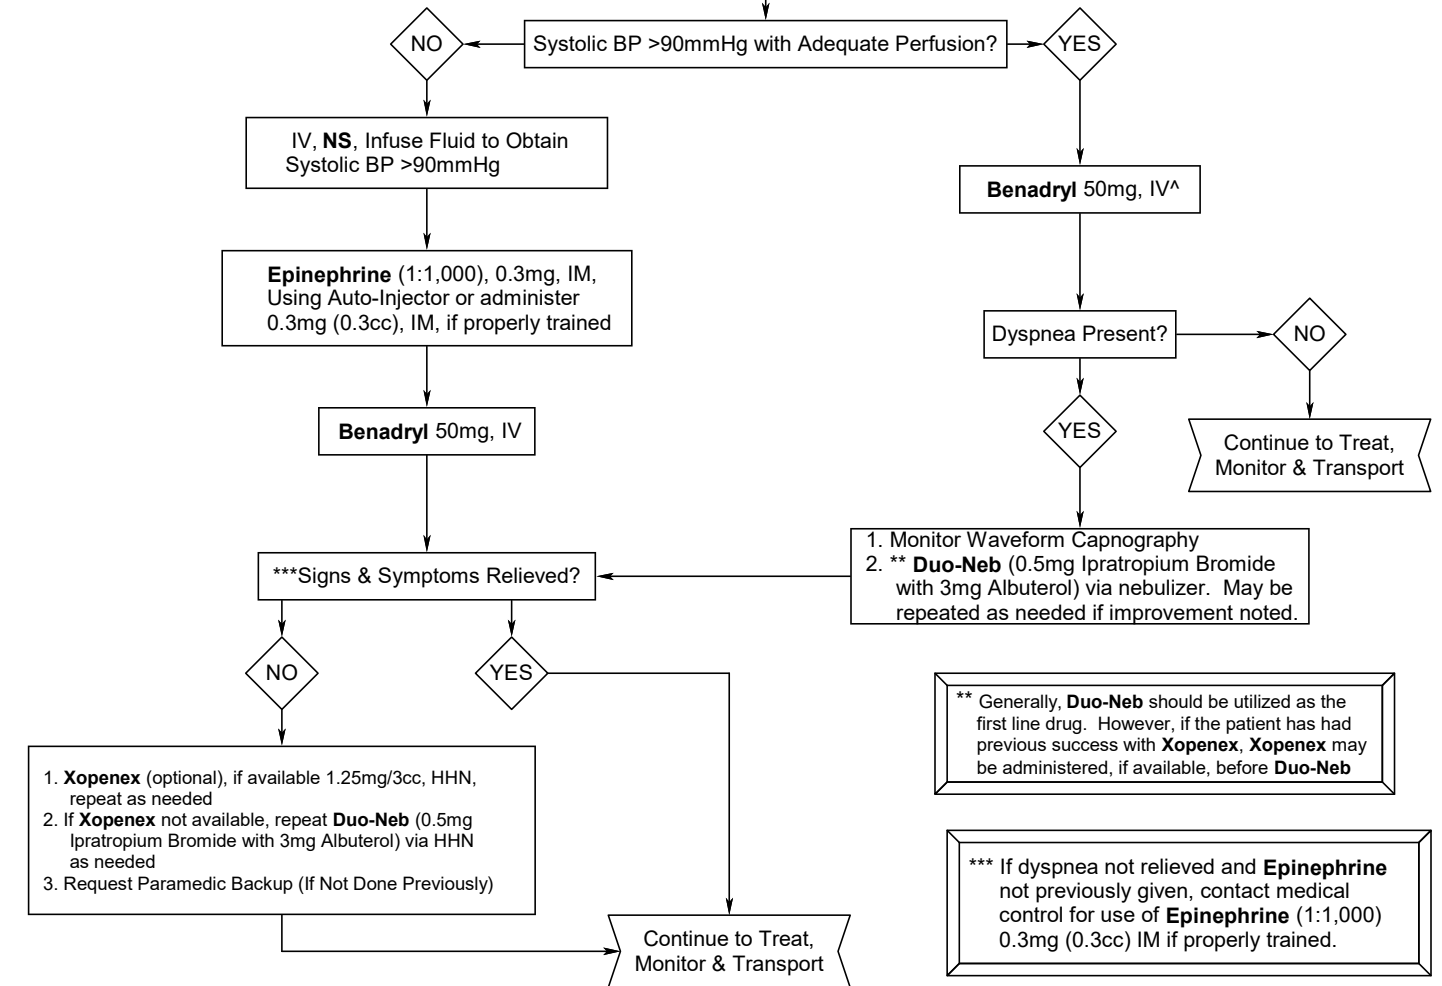 NO
Systolic BP >90mmHg with Adequate Perfusion?
YES
IV, NS, Infuse Fluid to Obtain
Systolic BP >90mmHg
Benadryl 50mg, IV^
Epinephrine (1:1,000), 0.3mg, IM,
Using Auto-Injector or administer
0.3mg (0.3cc), IM, if properly trained
Dyspnea Present?
NO
Benadryl 50mg, IV
YES
Continue to Treat,
Monitor & Transport
***Signs & Symptoms Relieved?
1. Monitor Waveform Capnography
2. ** Duo-Neb (0.5mg Ipratropium Bromide
with 3mg Albuterol) via nebulizer.  May be
repeated as needed if improvement noted.
NO
YES
** Generally, Duo-Neb should be utilized as the
first line drug.  However, if the patient has had
previous success with Xopenex, Xopenex may
be administered, if available, before Duo-Neb
1. Xopenex (optional), if available 1.25mg/3cc, HHN,
repeat as needed
2. If Xopenex not available, repeat Duo-Neb (0.5mg
Ipratropium Bromide with 3mg Albuterol) via HHN
as needed
3. Request Paramedic Backup (If Not Done Previously)
*** If dyspnea not relieved and Epinephrine
not previously given, contact medical
control for use of Epinephrine (1:1,000)
0.3mg (0.3cc) IM if properly trained.
Continue to Treat,
Monitor & Transport